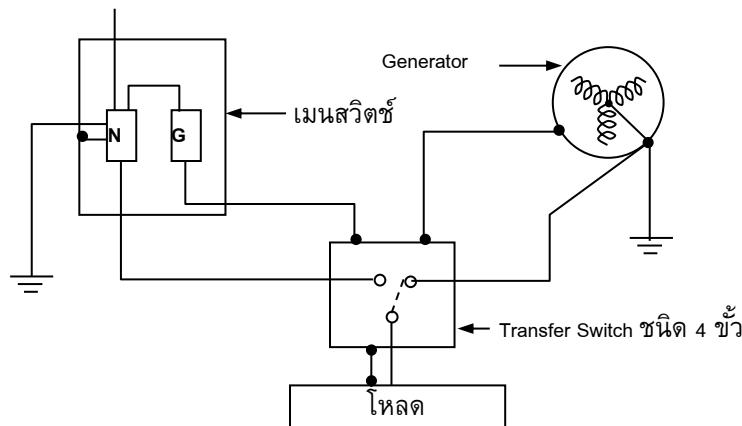 Generator
เมนสวิตช์
N
G
Transfer Switch ชนิด 4 ขั้ว
โหลด